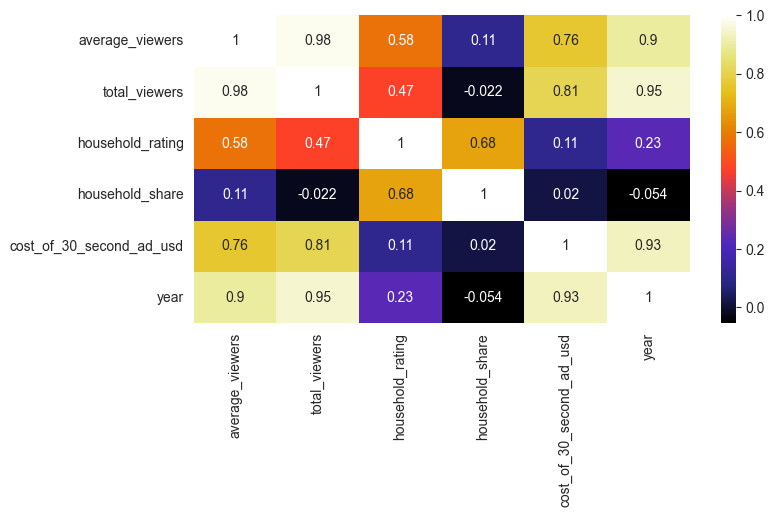 average_viewers 1 0.98 0.58 0.11 0.76 0.9
total_viewers 0.98 1 0.47 -0.022 0.81 0.95
household_rating 0.58 0.47 1 0.68 0.11 0.23
household_share 0.11 -0.022 0.68 1 0.02 -0.054
cost_of_30_second_ad_usd 0.76 0.81 0.11 0.02 1 0.93
year 0.9 0.95 0.23 -0.054 0.93 1
average_viewers
total_viewers
household_rating
household_share
cost_of_30_second_ad_usd
year
1.0
0.8
0.6
0.4
0.2
0.0